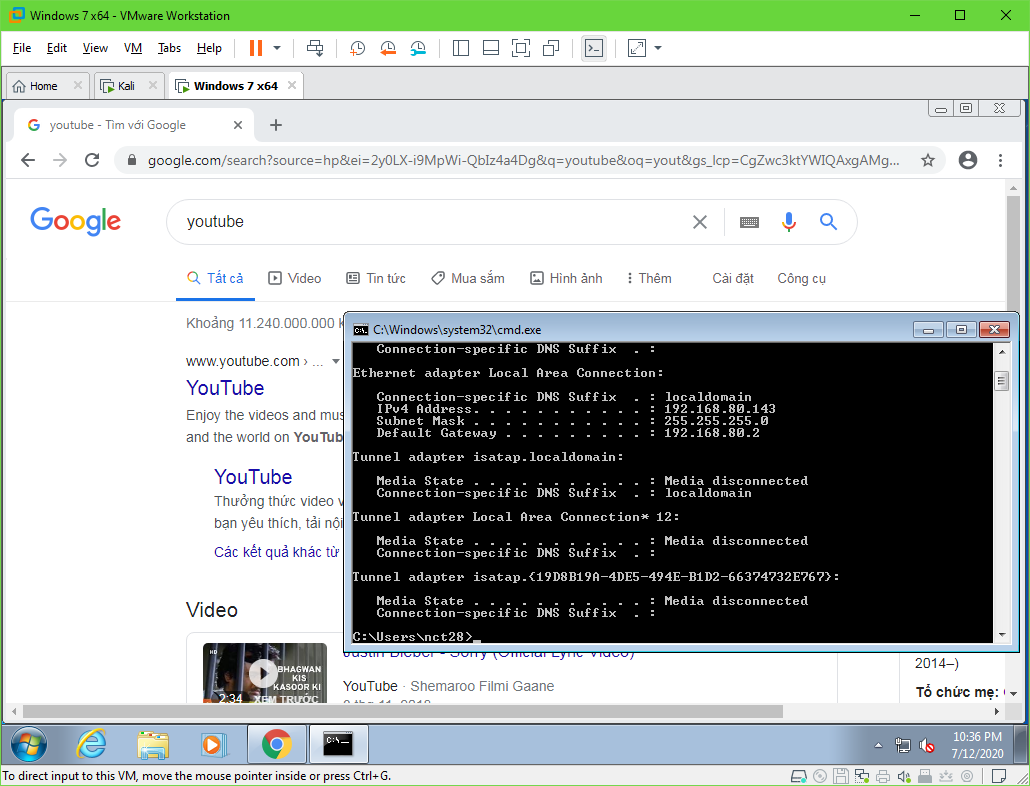 Windows 7 x64 - VMware Workstation
File Edit View VM Tabs Help
Home Kali Windows 7 x64
youtube - Tìm với Google
google.com/search?source=hp&ei=2y0LX-i9MpWi-QbIz4a4Dg&q=youtube&oq=yout&gs_lcp=CgZwc3ktYWIQAxgAMg...
Google
youtube
Tất cả Video Tin tức Mua sắm Hình ảnh Thêm Cài đặt Công cụ
Khoảng 11.240.000.000
www.youtube.com › ...
YouTube
Enjoy the videos and mus
and the world on YouTub
YouTube
Thưởng thức video v
bạn yêu thích, tải nội
Các kết quả khác từ
Video
HD
BHAGWAN
KIS
KASOOR KI
2:34 XEM TRƯỚC
Justin Bieber - Sorry (Official Lyric Video)
YouTube · Shemaroo Filmi Gaane
2014–)
Tổ chức mẹ:
C:\Windows\system32\cmd.exe
Connection-specific DNS Suffix . :
Ethernet adapter Local Area Connection:
Connection-specific DNS Suffix . : localdomain
IPv4 Address. . . . . . . . . . . : 192.168.80.143
Subnet Mask . . . . . . . . . . . : 255.255.255.0
Default Gateway . . . . . . . . . : 192.168.80.2
Tunnel adapter isatap.localdomain:
Media State . . . . . . . . . . . : Media disconnected
Connection-specific DNS Suffix . : localdomain
Tunnel adapter Local Area Connection* 12:
Media State . . . . . . . . . . . : Media disconnected
Connection-specific DNS Suffix . :
Tunnel adapter isatap.{19D8B19A-4DE5-494E-B1D2-66374732E767}:
Media State . . . . . . . . . . . : Media disconnected
Connection-specific DNS Suffix . :
C:\Users\nct28>_
10:36 PM
7/12/2020
To direct input to this VM, move the mouse pointer inside or press Ctrl+G.